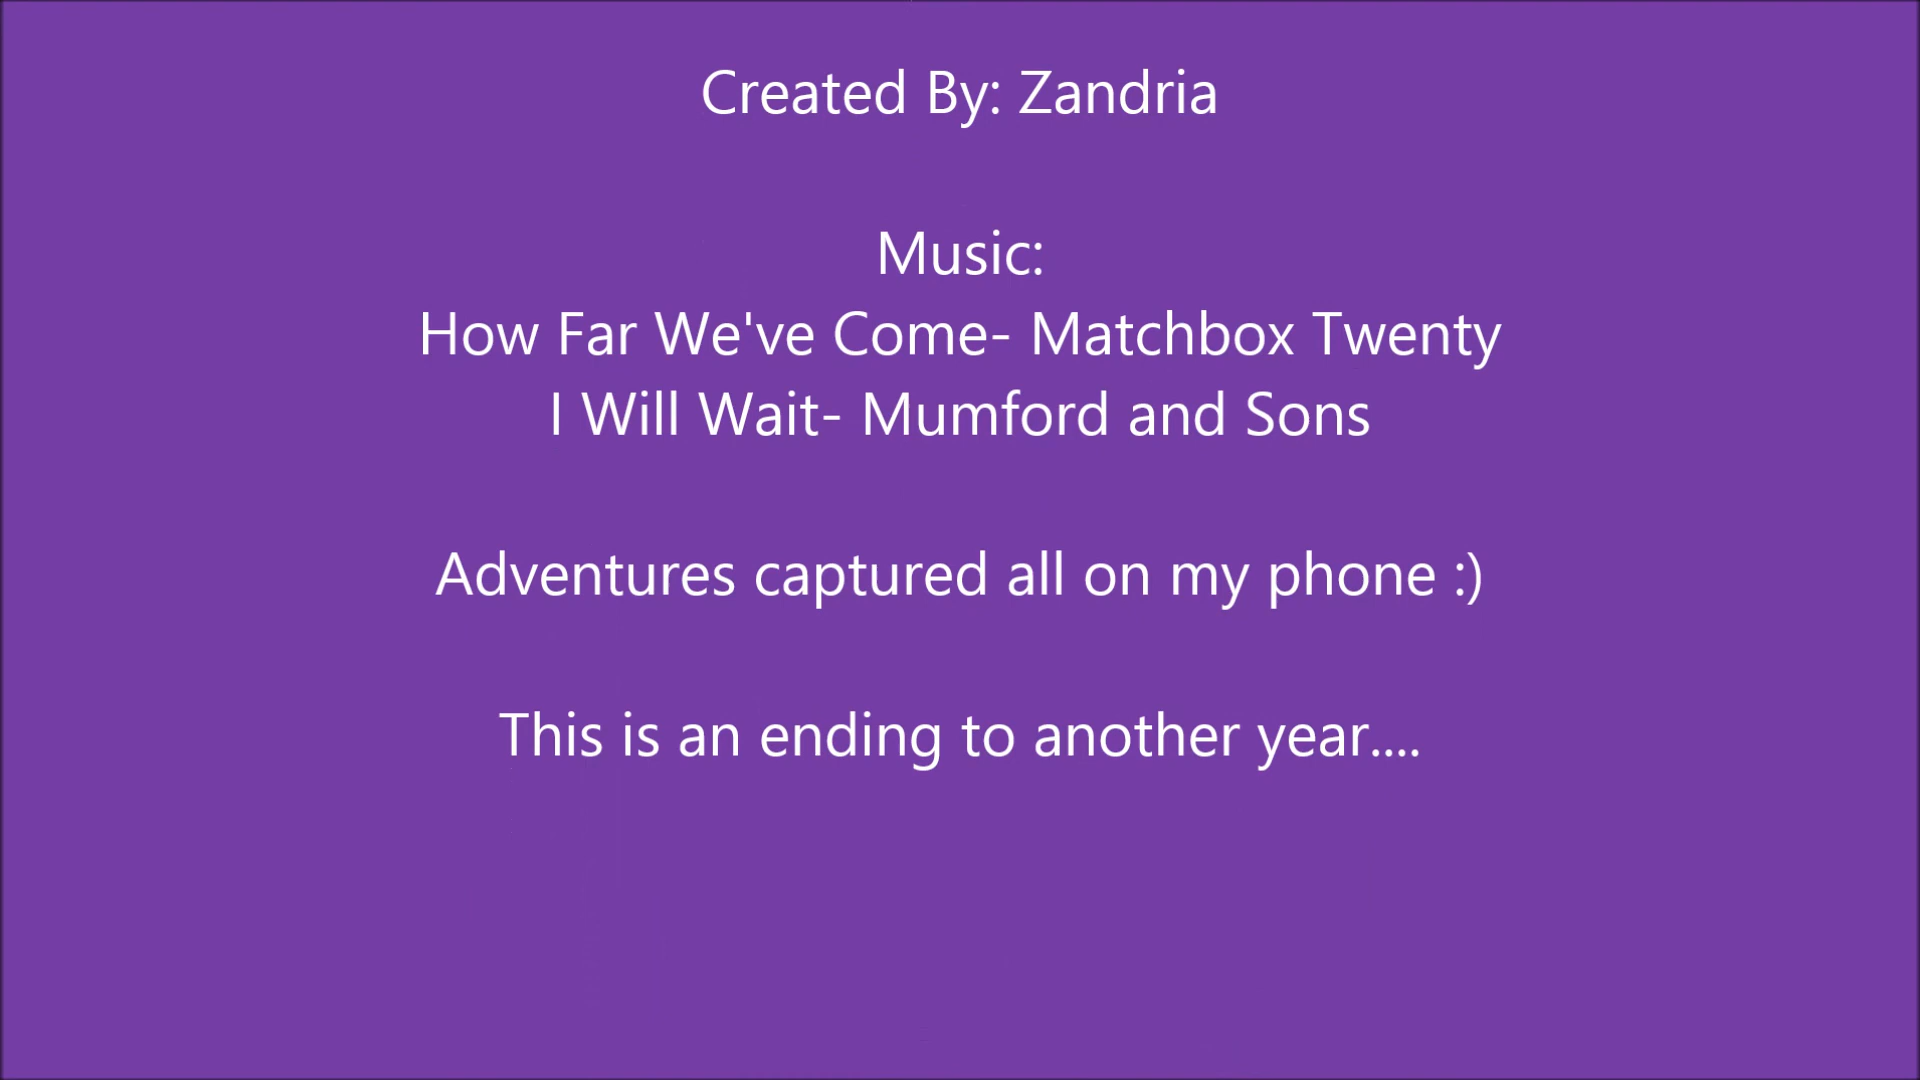 Created By: Zandria
Music:
How Far We've Come- Matchbox Twenty
I Will Wait- Mumford and Sons
Adventures captured all on my phone :)
This is an ending to another year....